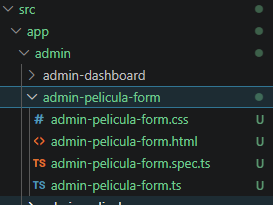 src
app
admin
admin-dashboard
admin-pelicula-form
# admin-pelicula-form.css U
<> admin-pelicula-form.html U
TS admin-pelicula-form.spec.ts U
TS admin-pelicula-form.ts U